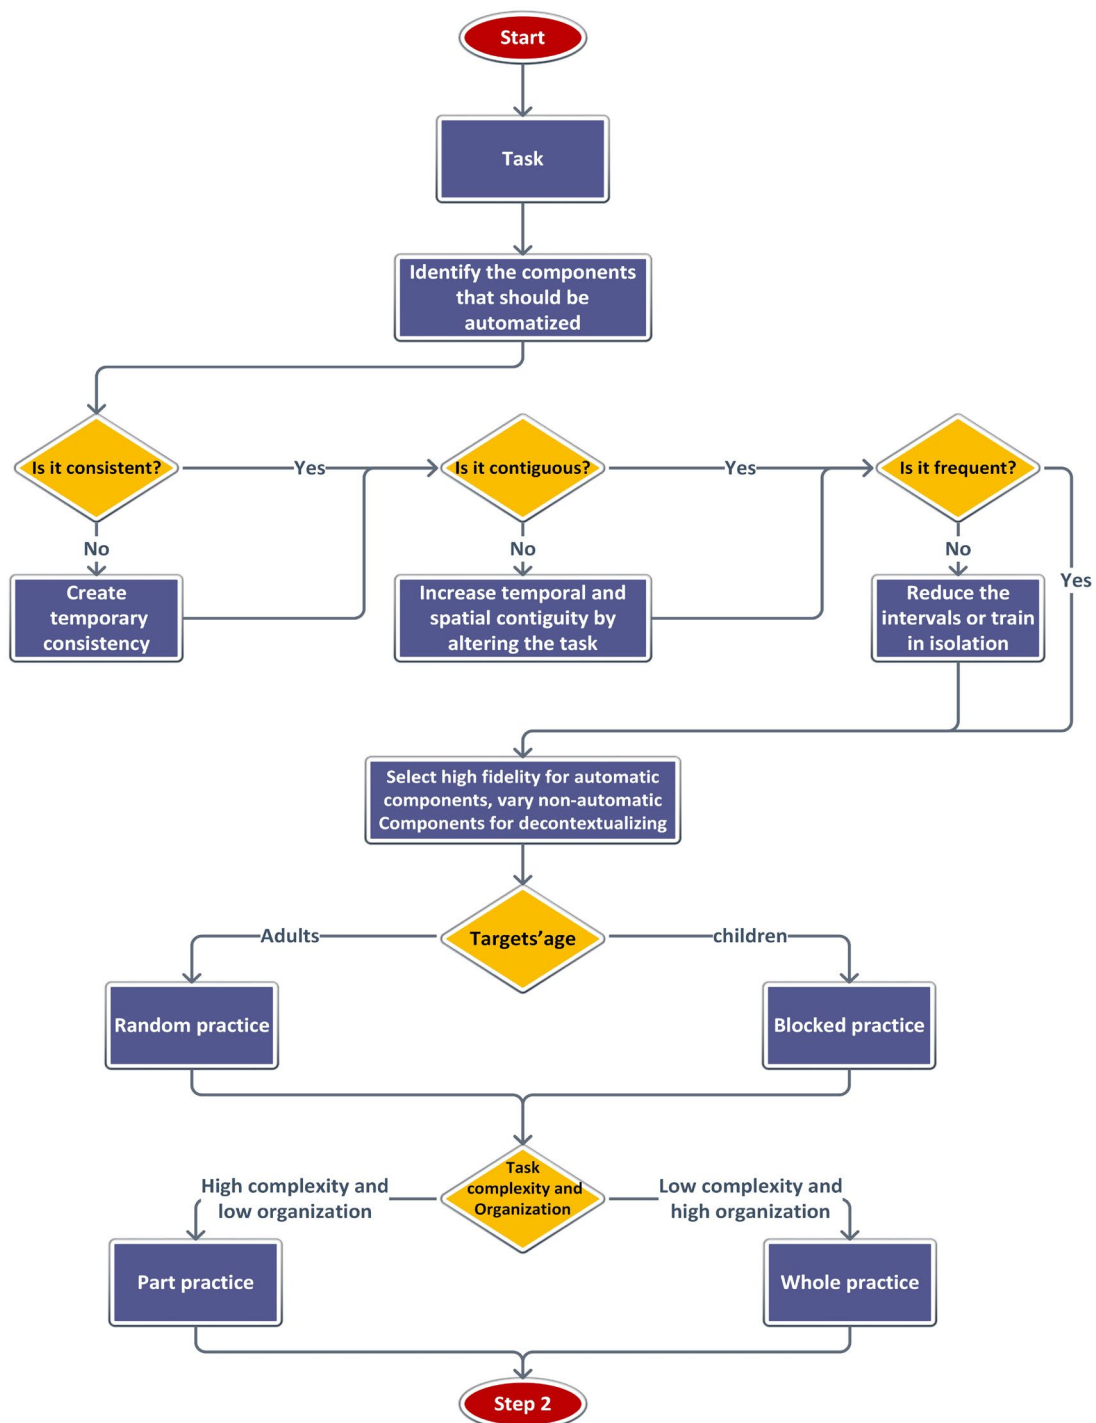 Start
Task
Identify the components
that should be
automatized
Is it consistent?
Yes
Is it contiguous?
Yes
Is it frequent?
No
No
No
Yes
Create
temporary
consistency
Increase temporal and
spatial contiguity by
altering the task
Reduce the
intervals or train
in isolation
Select high fidelity for automatic
components, vary non-automatic
Components for decontextualizing
Adults
Targets’age
children
Random practice
Blocked practice
High complexity and
low organization
Task
complexity and
Organization
Low complexity and
high organization
Part practice
Whole practice
Step 2